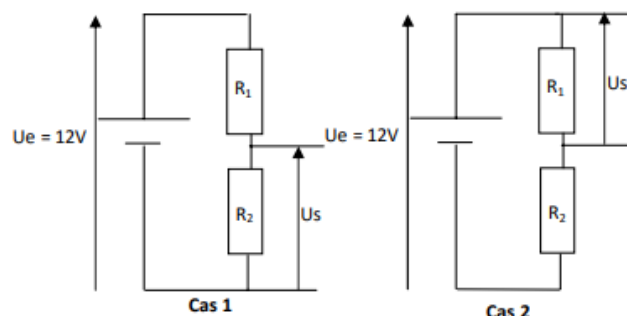 R₁
Us
Ue = 12V
R₂
Us
Cas 1
R₁
Ue = 12V
R₂
Cas 2